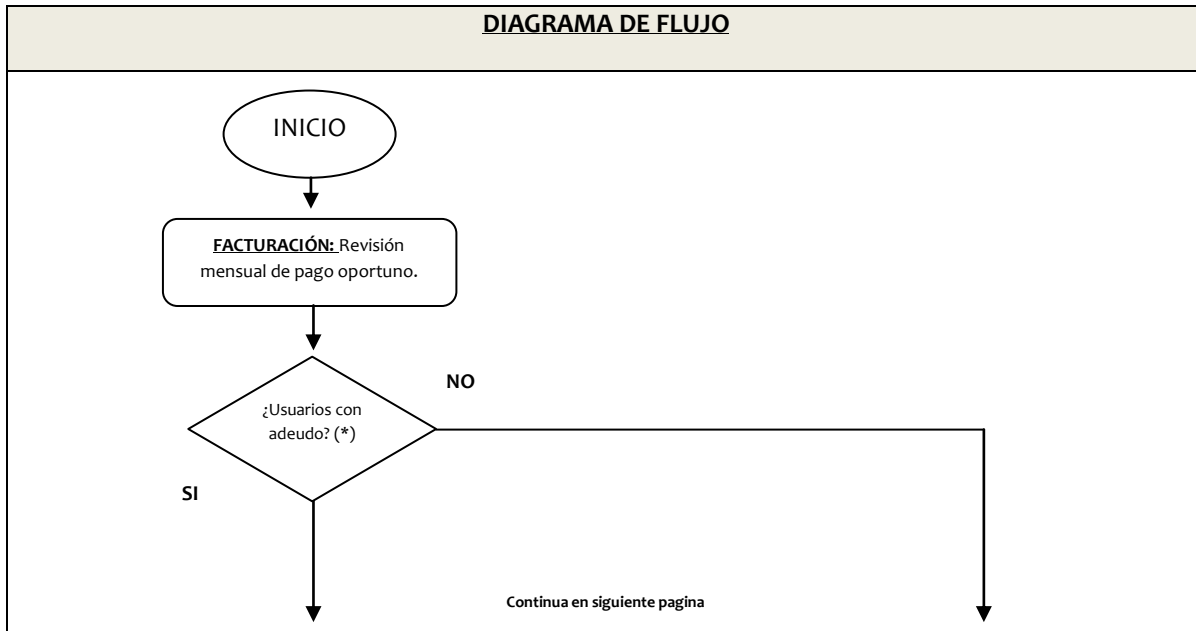 DIAGRAMA DE FLUJO
INICIO
FACTURACIÓN: Revisión
mensual de pago oportuno.
NO
¿Usuarios con
adeudo? (*)
SI
Continua en siguiente pagina